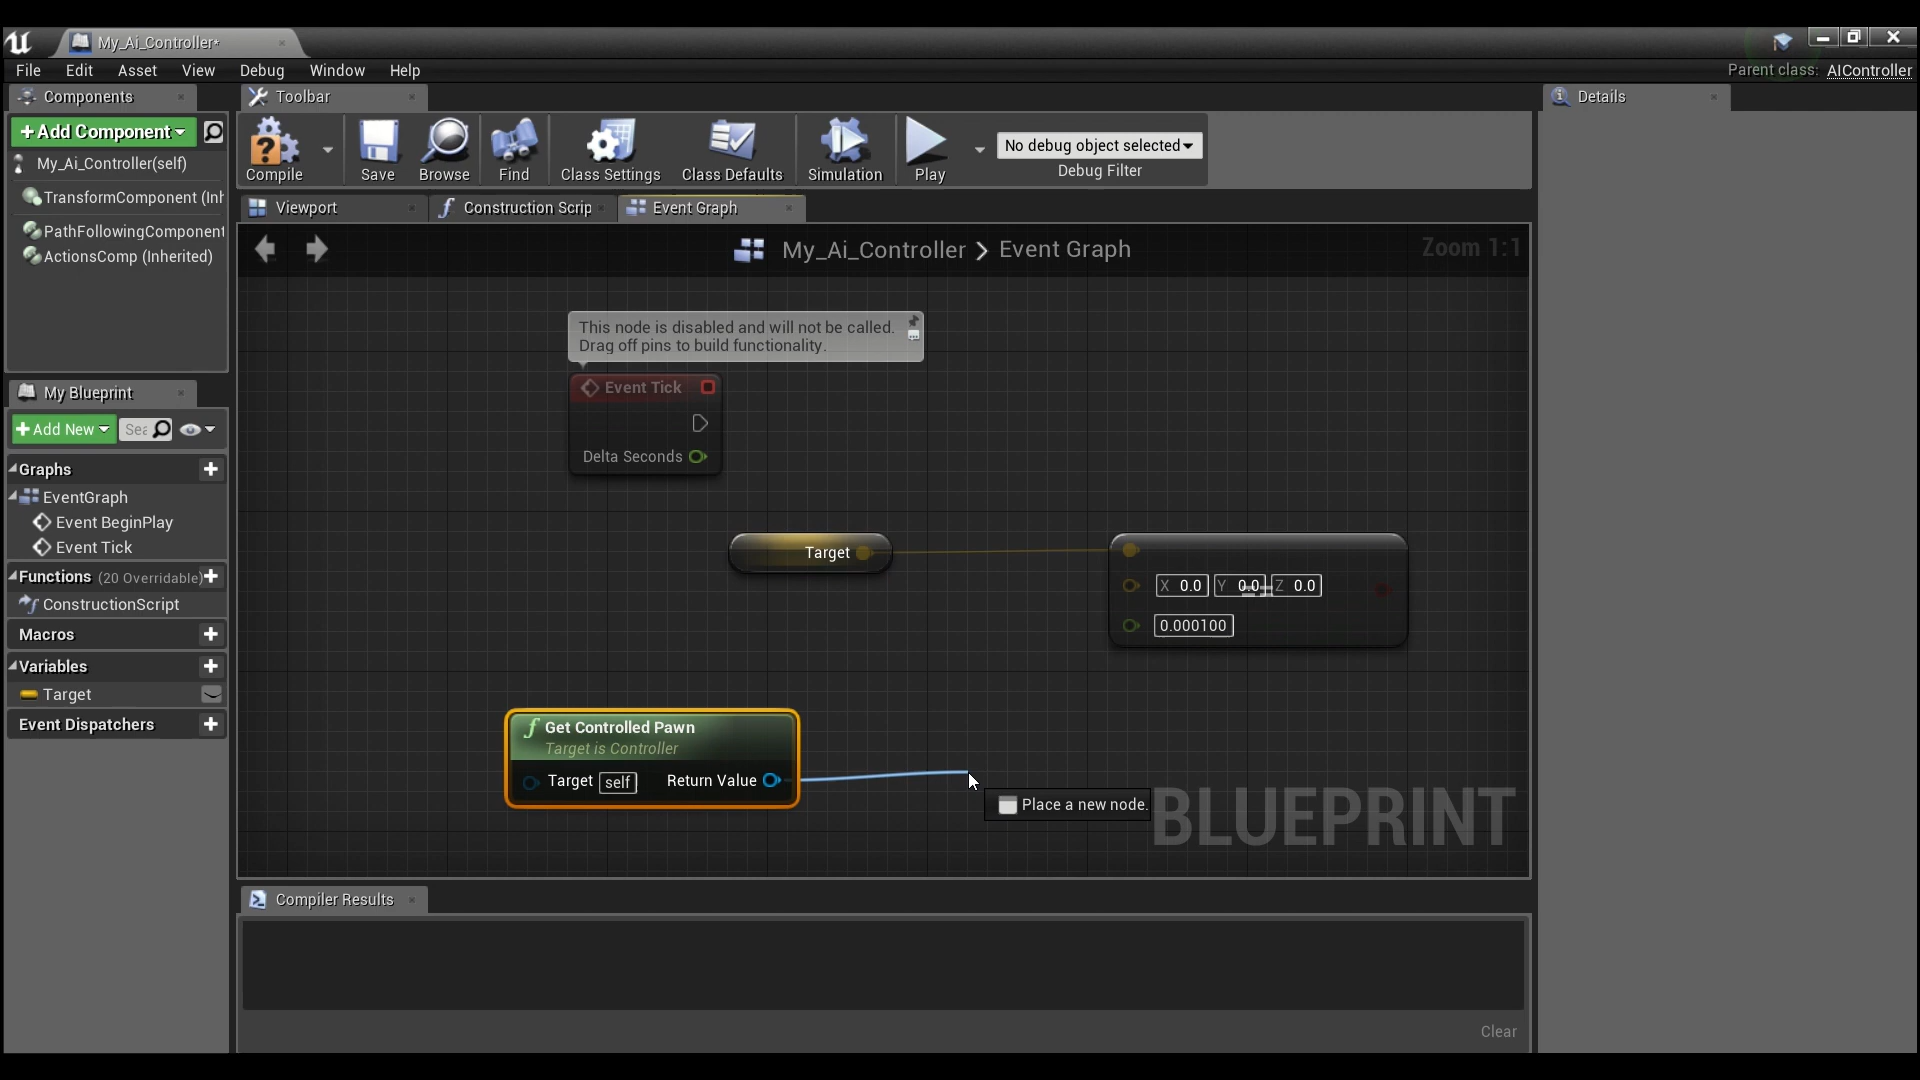 My_Ai_Controller*
File Edit Asset View Debug Window Help
Parent class: AIController
Components
Toolbar
Details
+Add Component
My_Ai_Controller(self)
TransformComponent (Inh
PathFollowingComponent
ActionsComp (Inherited)
Compile
Save
Browse
Find
Class Settings
Class Defaults
Simulation
Play
No debug object selected
Debug Filter
Viewport
Construction Scrip
Event Graph
My_Ai_Controller > Event Graph
Zoom 1:1
This node is disabled and will not be called.
Drag off pins to build functionality.
Event Tick
Delta Seconds
Target
X 0.0 Y 0.0 Z 0.0
0.000100
Get Controlled Pawn
Target is Controller
Target self Return Value
Place a new node.
BLUEPRINT
My Blueprint
+Add New
Sea
Graphs
EventGraph
Event BeginPlay
Event Tick
Functions (20 Overridable)
ConstructionScript
Macros
Variables
Target
Event Dispatchers
Compiler Results
Clear